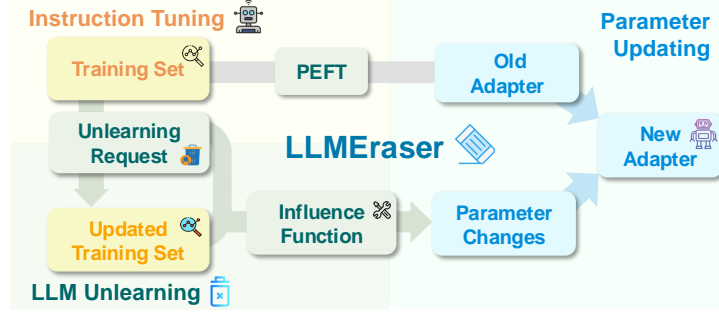 Instruction Tuning
Parameter
Updating
Training Set
PEFT
Old
Adapter
Unlearning
Request
LLMEraser
New
Adapter
Updated
Training Set
Influence
Function
Parameter
Changes
LLM Unlearning